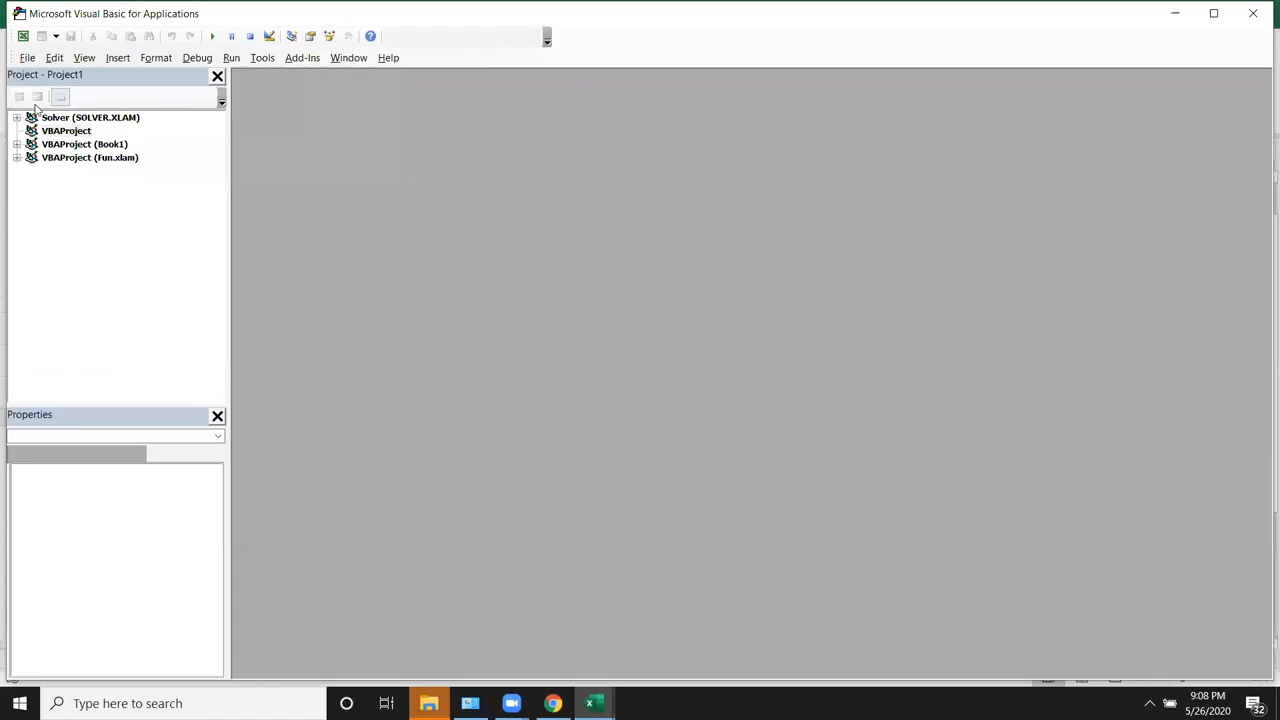 Microsoft Visual Basic for Applications
File Edit View Insert Format Debug Run Tools Add-Ins Window Help
Project - Project1
Solver (SOLVER.XLAM)
VBAProject
VBAProject (Book1)
VBAProject (Fun.xlam)
Properties
Type here to search
9:08 PM
5/26/2020
32